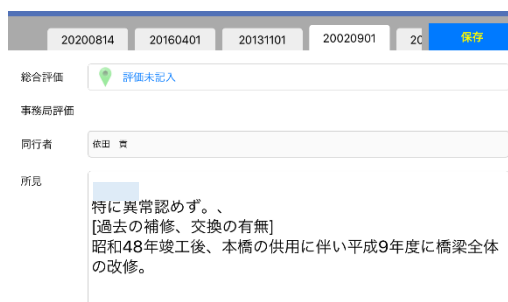 20200814 20160401 20131101 20020901 20 保存
総合評価 評価未記入
事務局評価
同行者 依田 寛
所見
特に異常認めず。、
[過去の補修、交換の有無]
昭和48年竣工後、本橋の供用に伴い平成9年度に橋梁全体
の改修。